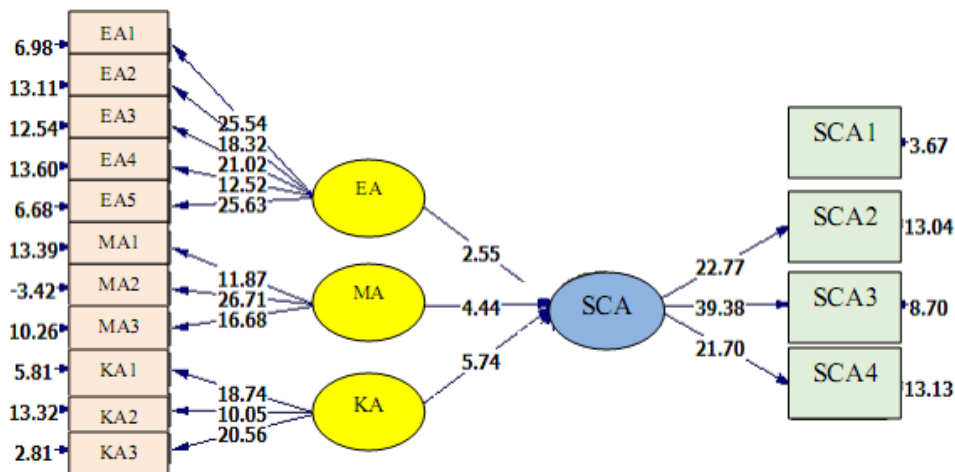 6.98
EA1
13.11
EA2
12.54
EA3
13.60
EA4
6.68
EA5
13.39
MA1
-3.42
MA2
10.26
MA3
5.81
KA1
13.32
KA2
2.81
KA3
25.54
18.32
21.02
12.52
25.63
11.87
26.71
16.68
18.74
10.05
20.56
EA
MA
KA
2.55
4.44
5.74
SCA
22.77
39.38
21.70
SCA1
3.67
SCA2
13.04
SCA3
8.70
SCA4
13.13